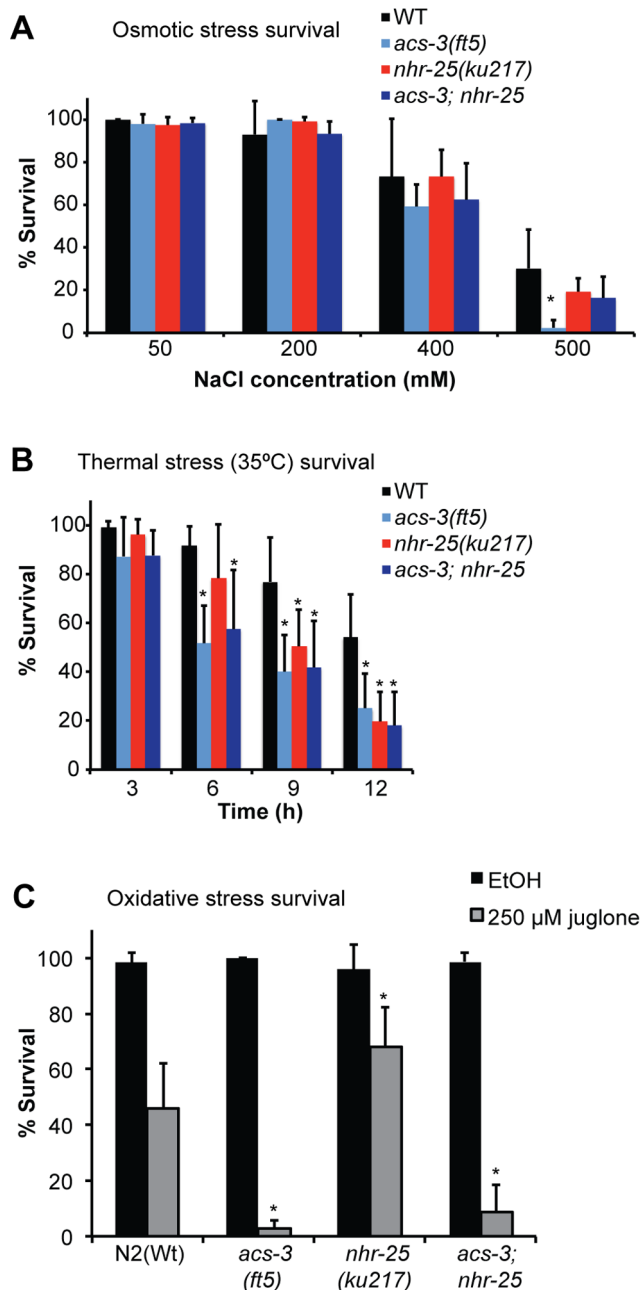 A
Osmotic stress survival
WT
acs-3(ft5)
nhr-25(ku217)
acs-3; nhr-25
% Survival
100
80
60
40
20
0
*
50 200 400 500
NaCl concentration (mM)
B
Thermal stress (35ºC) survival
WT
acs-3(ft5)
nhr-25(ku217)
acs-3; nhr-25
% Survival
100
80
60
40
20
0
* *
* * *
* * *
3 6 9 12
Time (h)
C
Oxidative stress survival
EtOH
250 µM juglone
% Survival
100
80
60
40
20
0
*
*
*
N2(Wt) acs-3 nhr-25 acs-3;
(ft5) (ku217) nhr-25